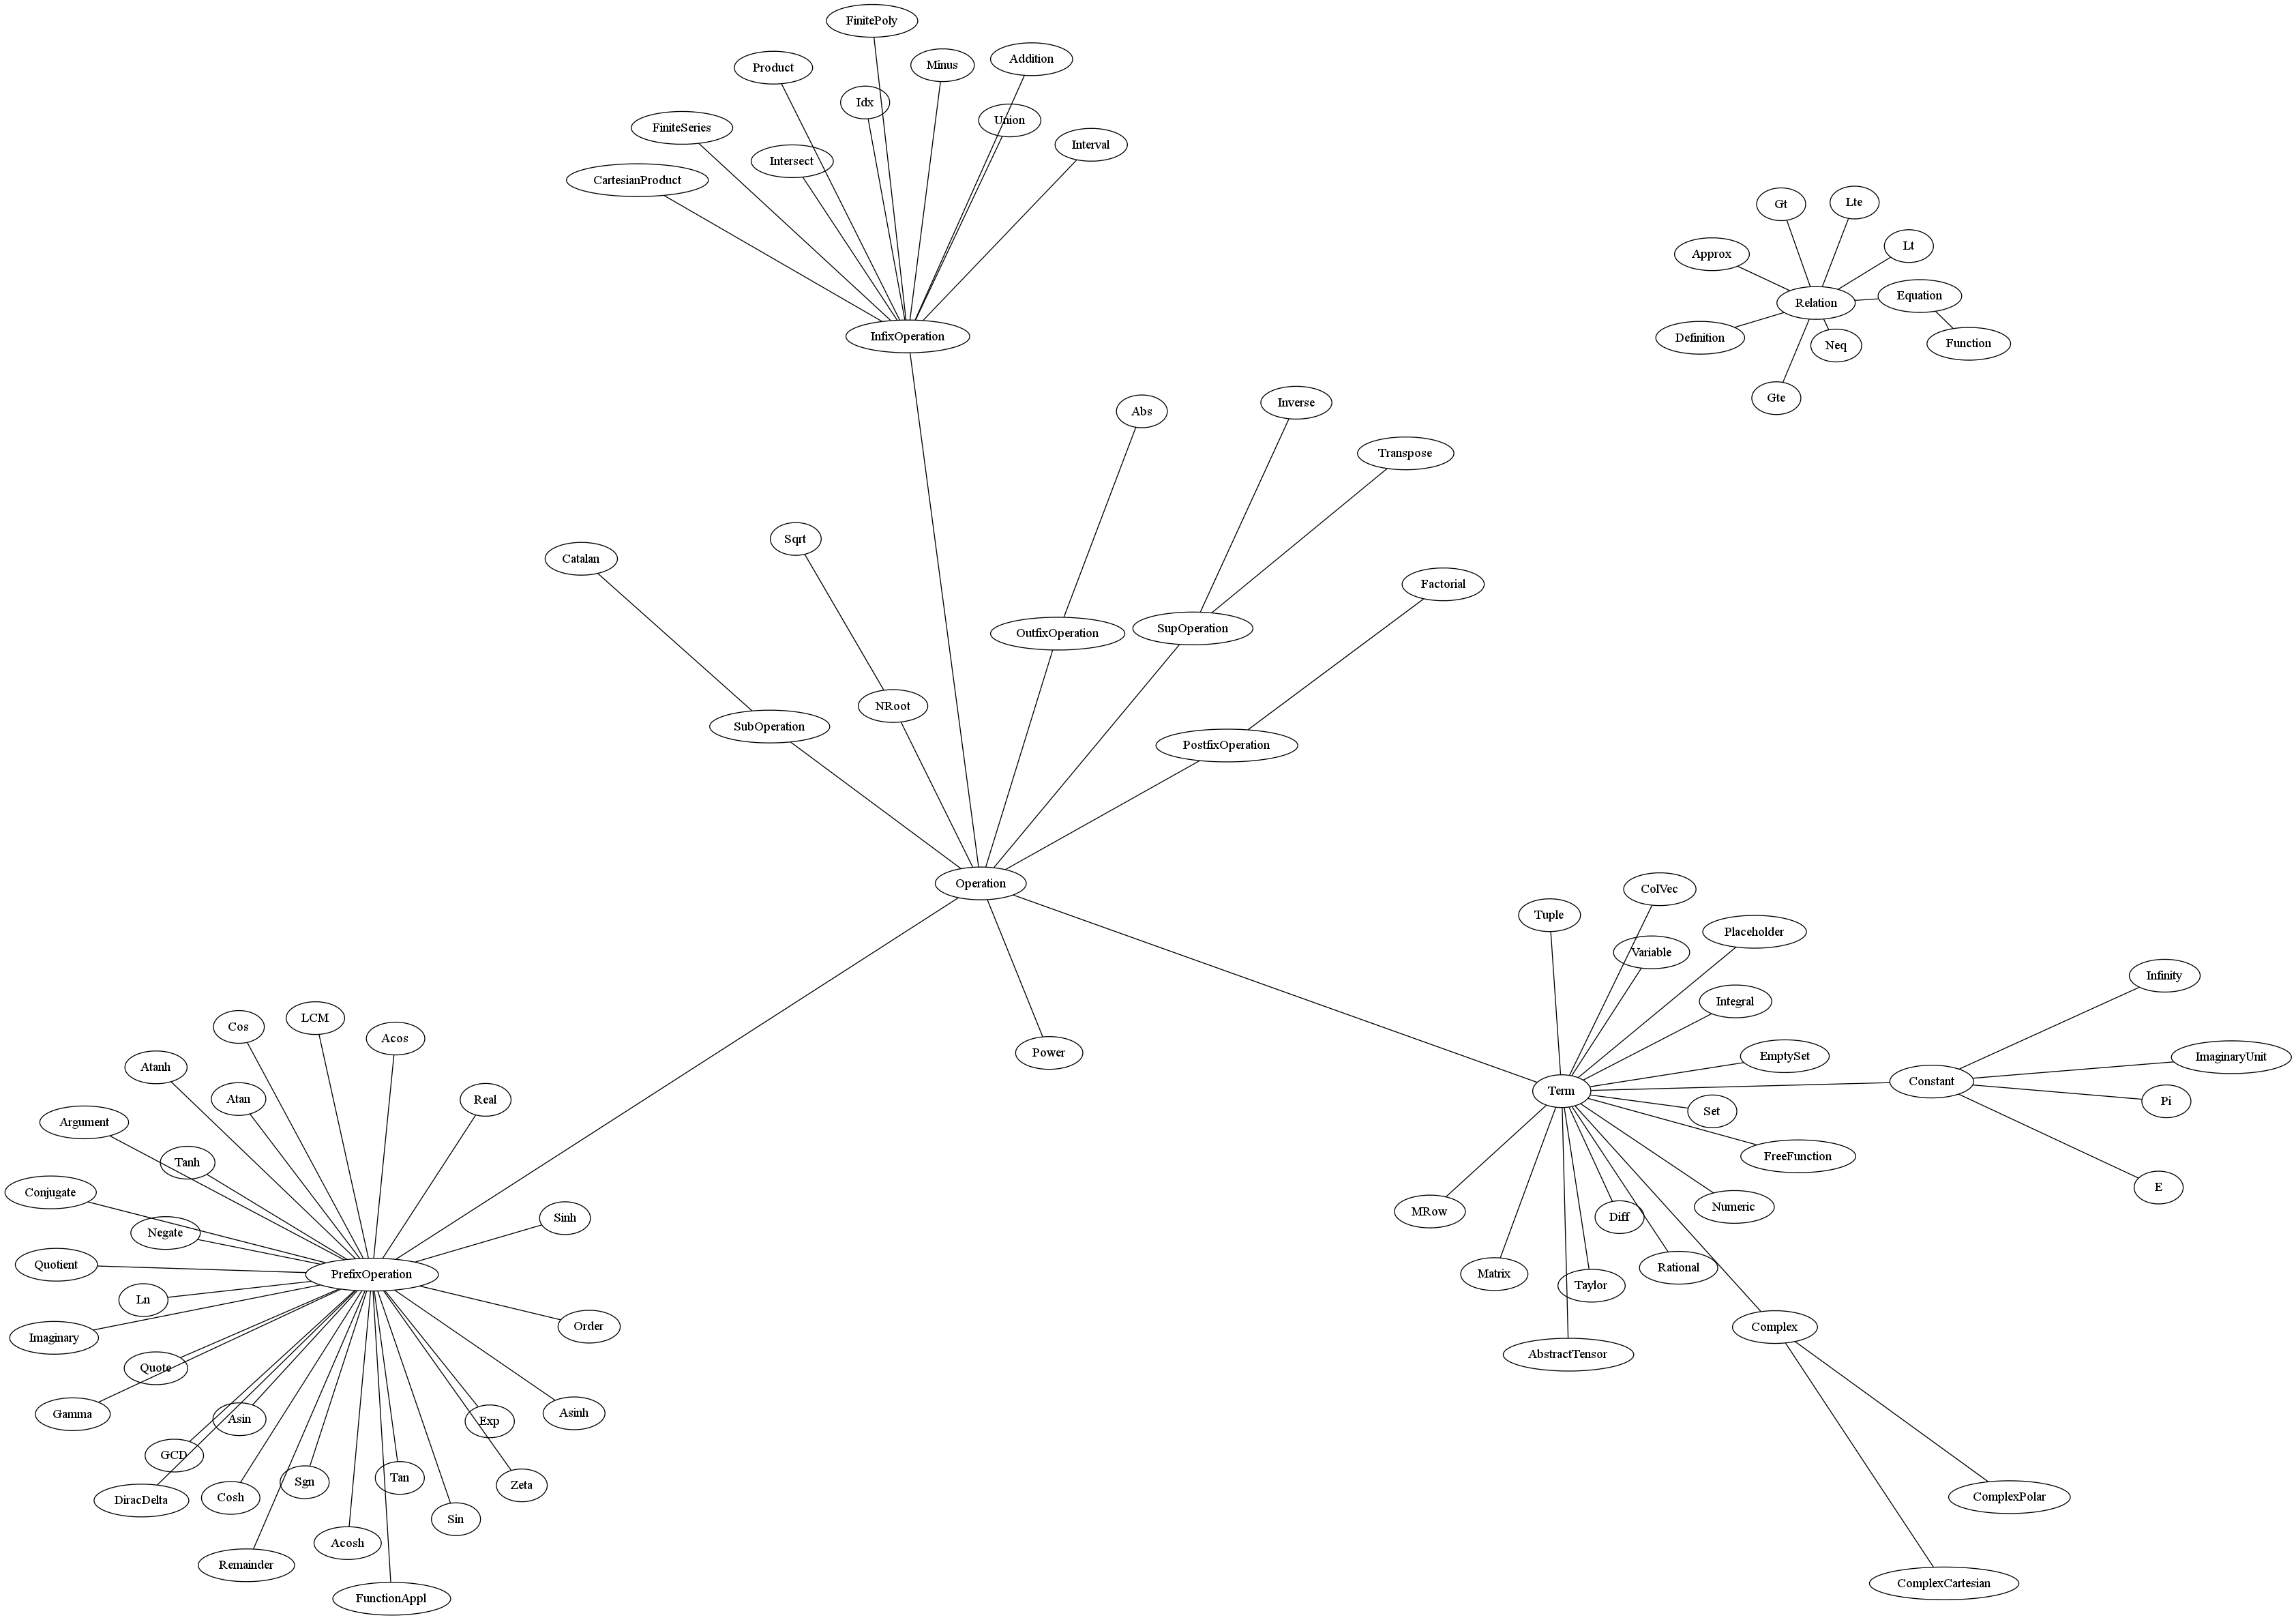 FinitePoly
Addition
Minus
Product
Idx
Union
FiniteSeries
Interval
Intersect
CartesianProduct
InfixOperation
Gt
Lte
Lt
Approx
Equation
Relation
Definition
Neq
Function
Gte
Abs
Inverse
Transpose
Sqrt
Catalan
Factorial
OutfixOperation
SupOperation
NRoot
SubOperation
PostfixOperation
Operation
Power
ColVec
Tuple
Placeholder
Variable
Integral
EmptySet
Term
Constant
Infinity
ImaginaryUnit
Pi
E
Set
FreeFunction
Numeric
MRow
Diff
Rational
Matrix
Taylor
AbstractTensor
Complex
ComplexPolar
ComplexCartesian
LCM
Cos
Acos
Atanh
Atan
Real
Argument
Tanh
Conjugate
Sinh
Negate
Quotient
PrefixOperation
Ln
Order
Imaginary
Quote
Gamma
Asinh
Asin
Exp
GCD
Tan
Sgn
Zeta
DiracDelta
Cosh
Sin
Acosh
Remainder
FunctionAppl